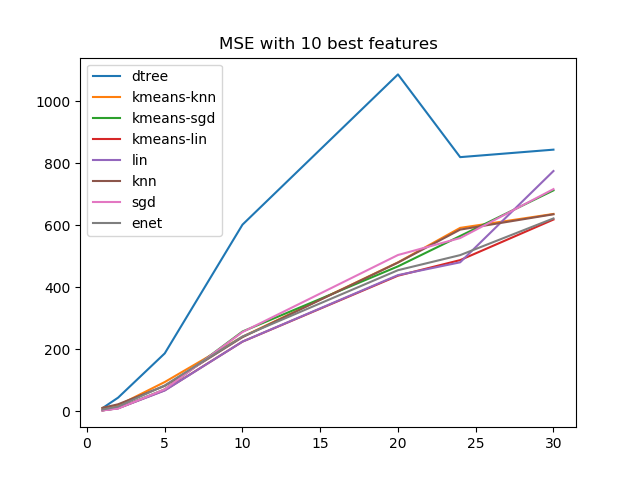 MSE with 10 best features
dtree
kmeans-knn
kmeans-sgd
kmeans-lin
lin
knn
sgd
enet
1000
800
600
400
200
0
0 5 10 15 20 25 30